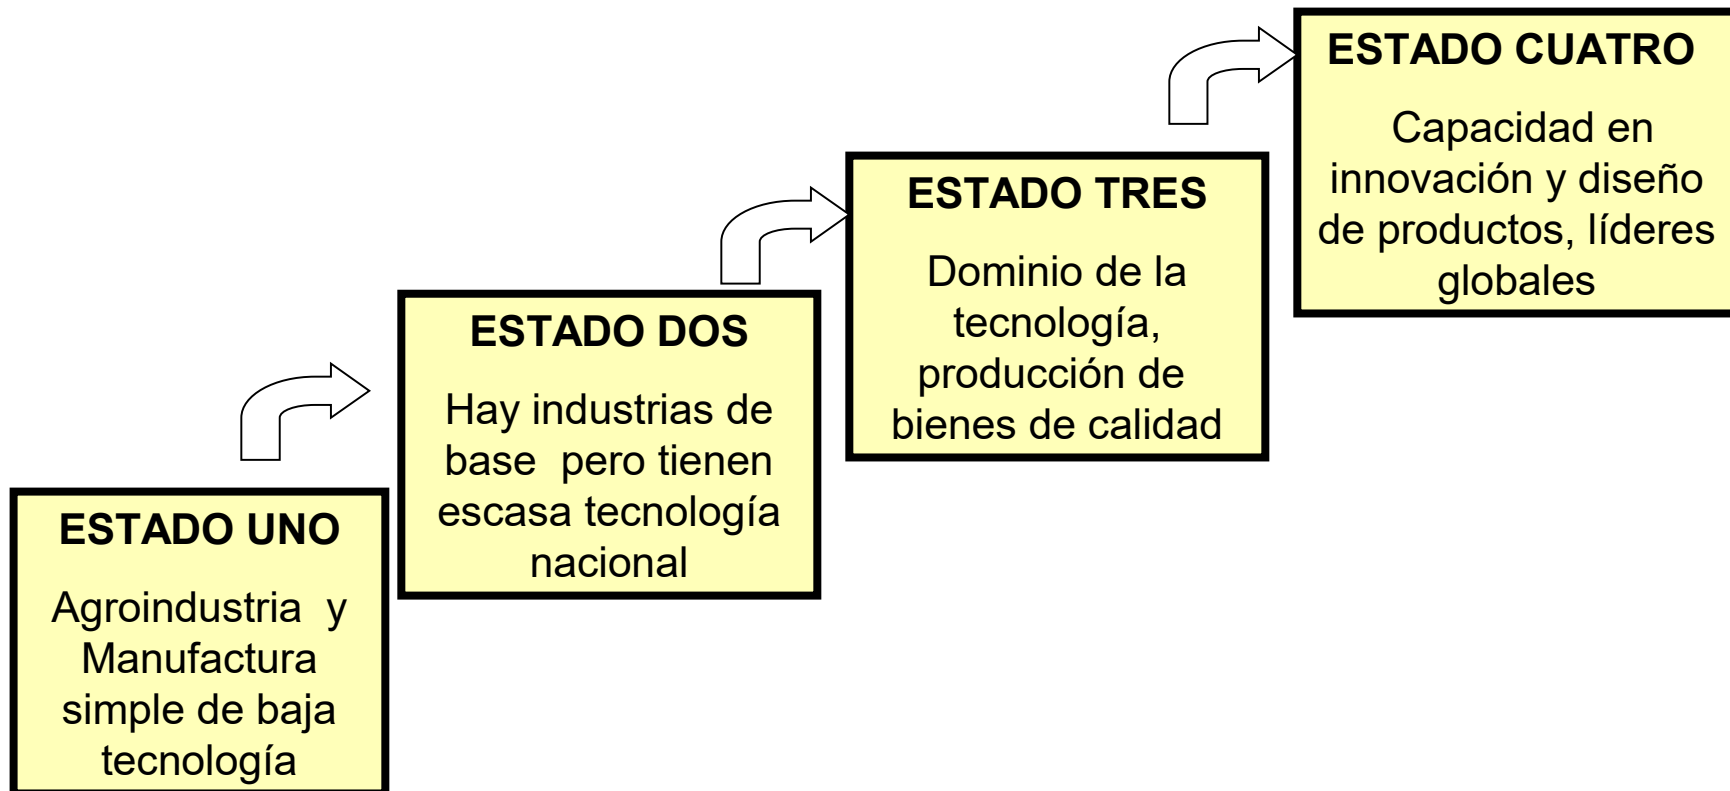 ESTADO UNO
Agroindustria y
Manufactura
simple de baja
tecnología
ESTADO DOS
Hay industrias de
base pero tienen
escasa tecnología
nacional
ESTADO TRES
Dominio de la
tecnología,
producción de
bienes de calidad
ESTADO CUATRO
Capacidad en
innovación y diseño
de productos, líderes
globales